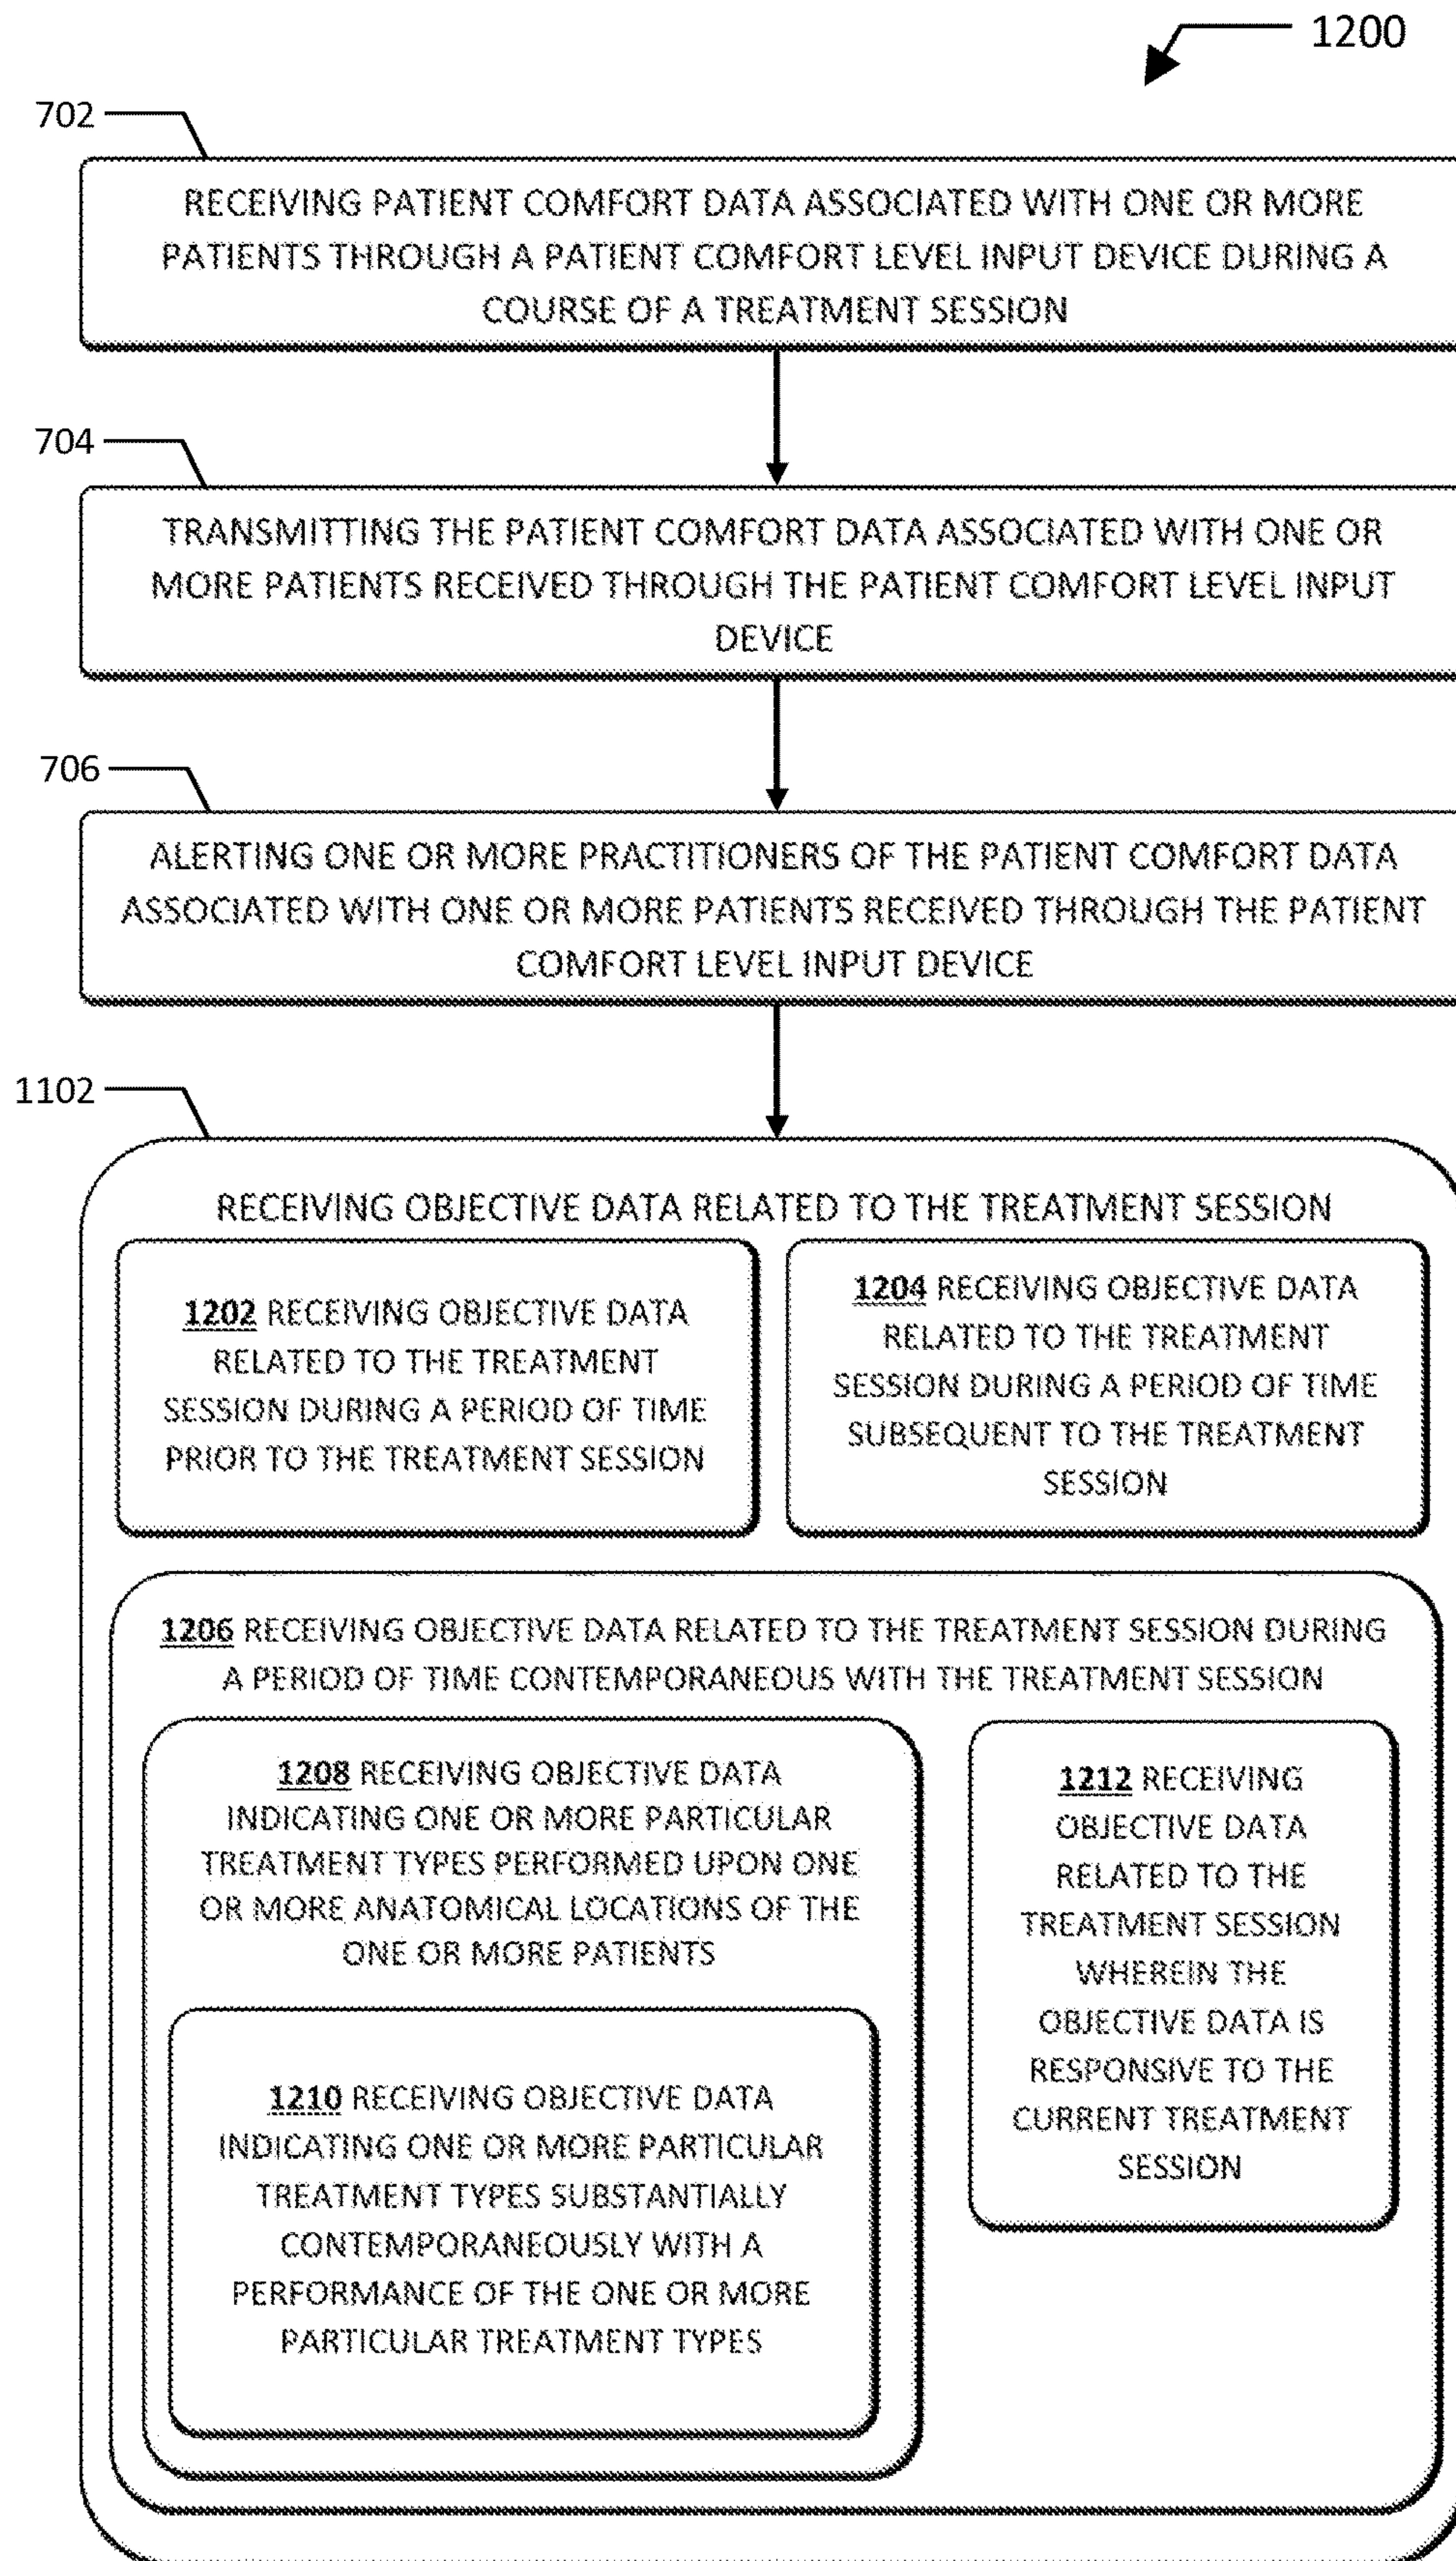 1200
702
RECEIVING PATIENT COMFORT DATA ASSOCIATED WITH ONE OR MORE
PATIENTS THROUGH A PATIENT COMFORT LEVEL INPUT DEVICE DURING A
COURSE OF A TREATMENT SESSION
704
TRANSMITTING THE PATIENT COMFORT DATA ASSOCIATED WITH ONE OR
MORE PATIENTS RECEIVED THROUGH THE PATIENT COMFORT LEVEL INPUT
DEVICE
706
ALERTING ONE OR MORE PRACTITIONERS OF THE PATIENT COMFORT DATA
ASSOCIATED WITH ONE OR MORE PATIENTS RECEIVED THROUGH THE PATIENT
COMFORT LEVEL INPUT DEVICE
1102
RECEIVING OBJECTIVE DATA RELATED TO THE TREATMENT SESSION
1202 RECEIVING OBJECTIVE DATA
RELATED TO THE TREATMENT
SESSION DURING A PERIOD OF TIME
PRIOR TO THE TREATMENT SESSION
1204 RECEIVING OBJECTIVE DATA
RELATED TO THE TREATMENT
SESSION DURING A PERIOD OF TIME
SUBSEQUENT TO THE TREATMENT
SESSION
1206 RECEIVING OBJECTIVE DATA RELATED TO THE TREATMENT SESSION DURING
A PERIOD OF TIME CONTEMPORANEOUS WITH THE TREATMENT SESSION
1208 RECEIVING OBJECTIVE DATA
INDICATING ONE OR MORE PARTICULAR
TREATMENT TYPES PERFORMED UPON ONE
OR MORE ANATOMICAL LOCATIONS OF THE
ONE OR MORE PATIENTS
1210 RECEIVING OBJECTIVE DATA
INDICATING ONE OR MORE PARTICULAR
TREATMENT TYPES SUBSTANTIALLY
CONTEMPORANEOUSLY WITH A
PERFORMANCE OF THE ONE OR MORE
PARTICULAR TREATMENT TYPES
1212 RECEIVING
OBJECTIVE DATA
RELATED TO THE
TREATMENT SESSION
WHEREIN THE
OBJECTIVE DATA IS
RESPONSIVE TO THE
CURRENT TREATMENT
SESSION